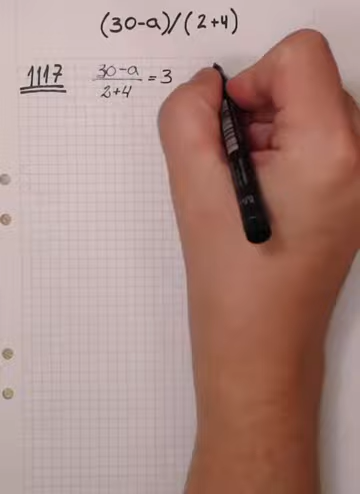 (30-a)/(2+4)
1117
30-a
2+4
= 3